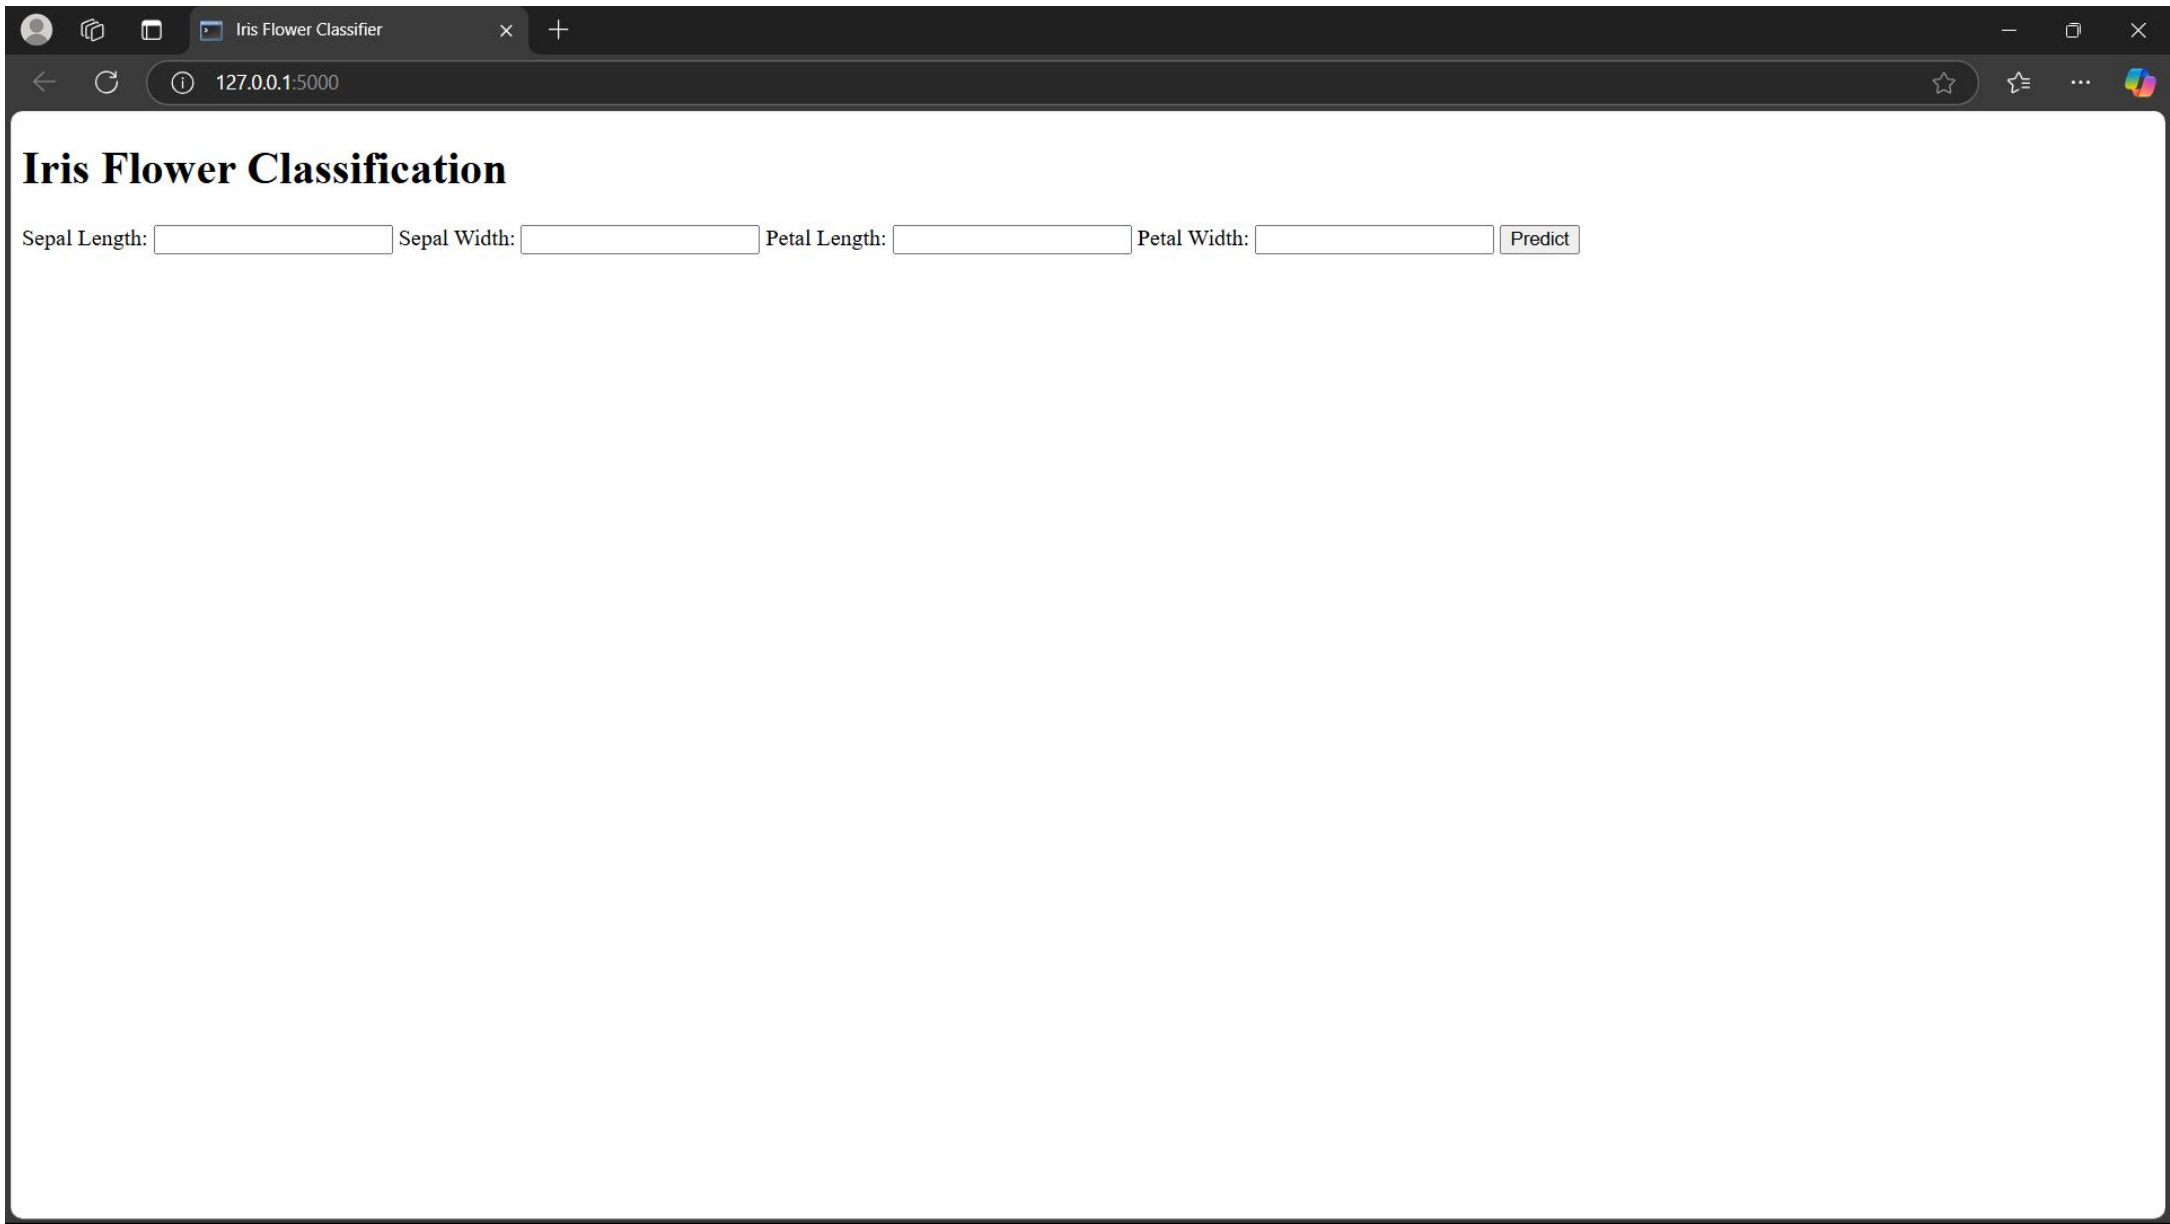 Iris Flower Classifier
127.0.0.1:5000
Iris Flower Classification
Sepal Length: Sepal Width: Petal Length: Petal Width: Predict